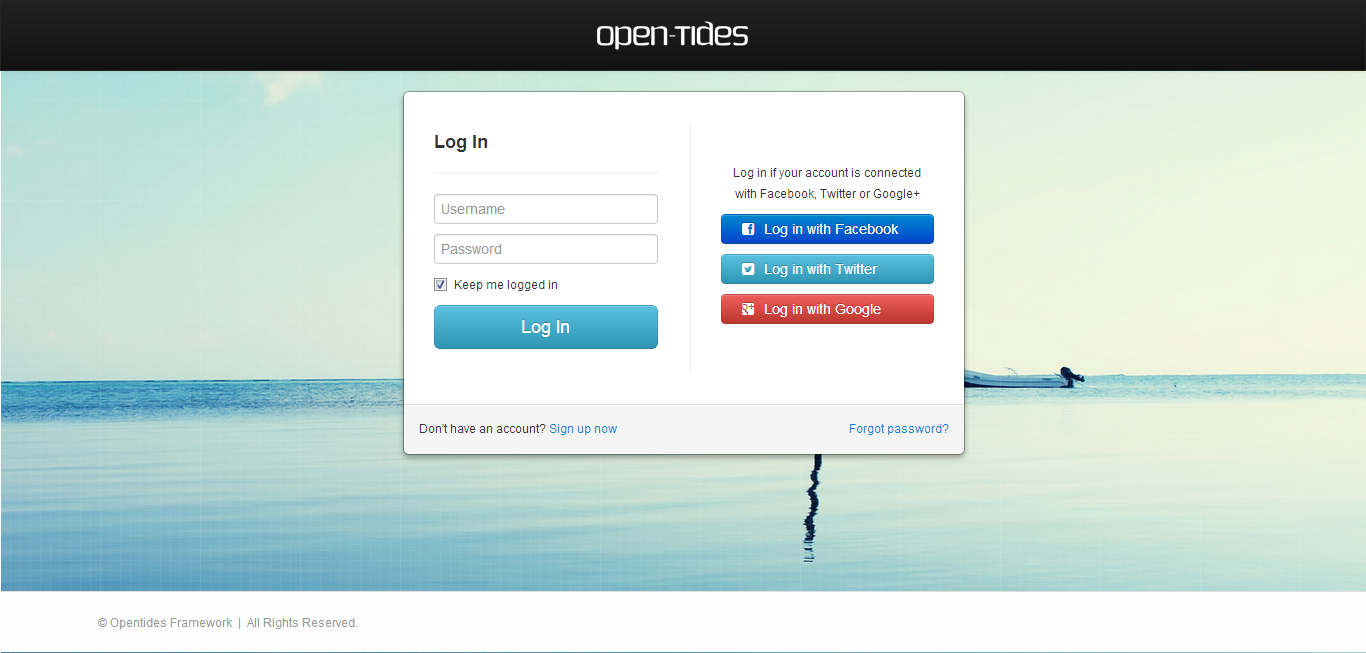 open-tides
Log In
Username
Password
Keep me logged in
Log In
Log in if your account is connected
with Facebook, Twitter or Google+
Log in with Facebook
Log in with Twitter
Log in with Google
Don't have an account? Sign up now
Forgot password?
© Opentides Framework | All Rights Reserved.